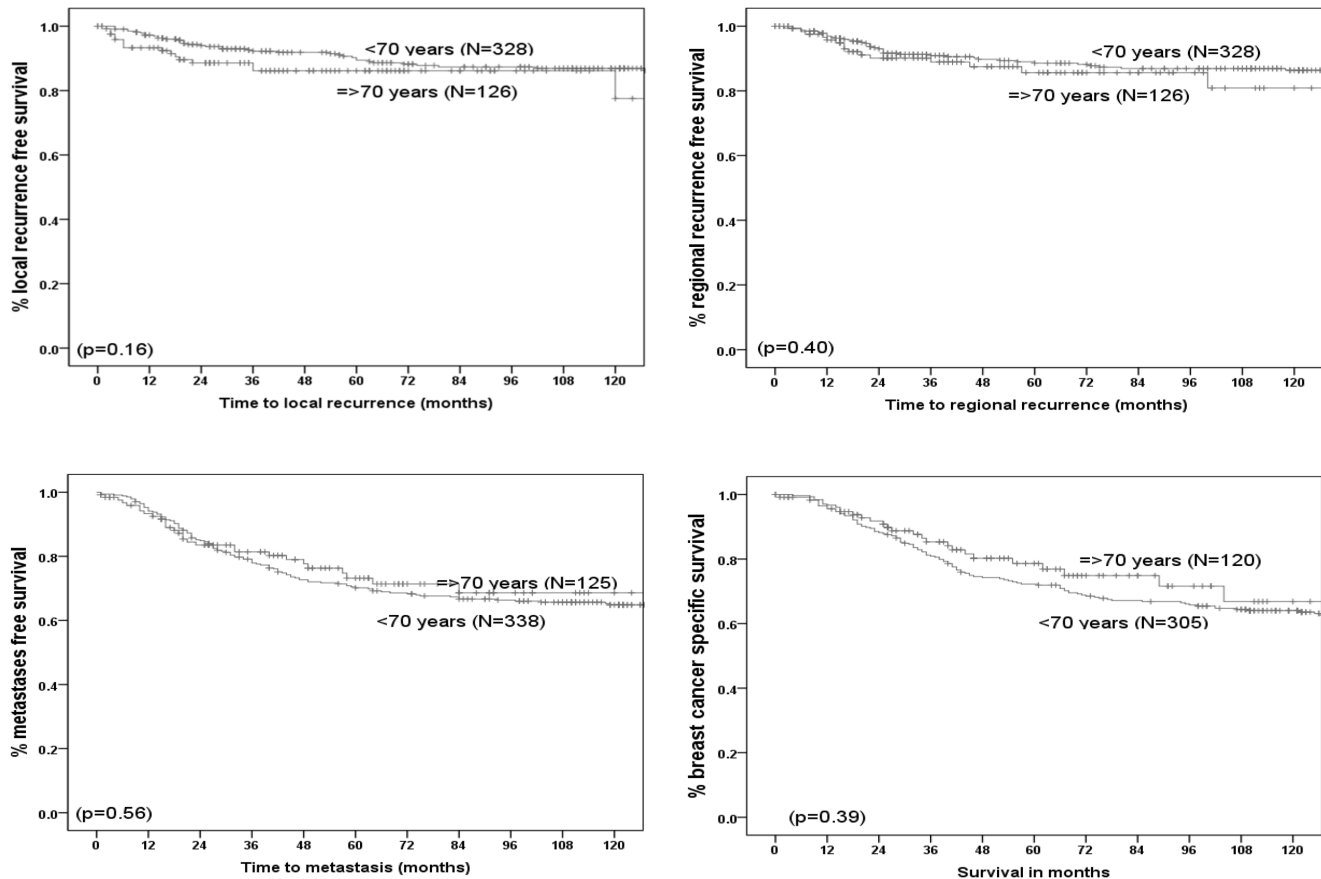 % local recurrence free survival
1.0
0.8
0.6
0.4
0.2
0.0
<70 years (N=328)
=>70 years (N=126)
(p=0.16)
0 12 24 36 48 60 72 84 96 108 120
Time to local recurrence (months)
% regional recurrence free survival
1.0
0.8
0.6
0.4
0.2
0.0
<70 years (N=328)
=>70 years (N=126)
(p=0.40)
0 12 24 36 48 60 72 84 96 108 120
Time to regional recurrence (months)
% metastases free survival
1.0
0.8
0.6
0.4
0.2
0.0
=>70 years (N=125)
<70 years (N=338)
(p=0.56)
0 12 24 36 48 60 72 84 96 108 120
Time to metastasis (months)
% breast cancer specific survival
1.0
0.8
0.6
0.4
0.2
0.0
=>70 years (N=120)
<70 years (N=305)
(p=0.39)
0 12 24 36 48 60 72 84 96 108 120
Survival in months